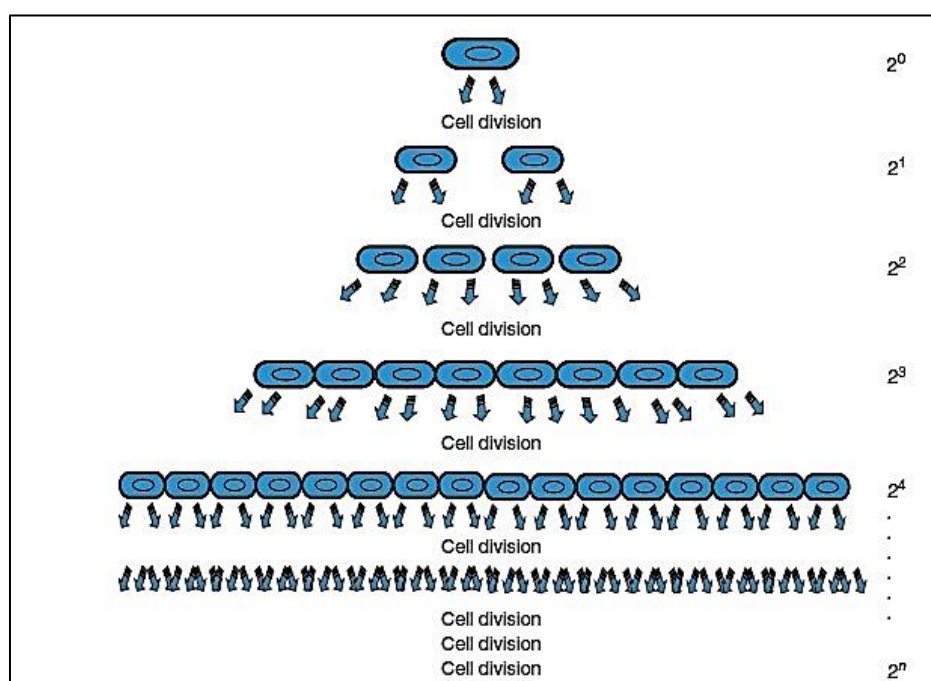 2⁰
Cell division
2¹
Cell division
2²
Cell division
2³
Cell division
2⁴
Cell division
Cell division
Cell division
Cell division
2ⁿ